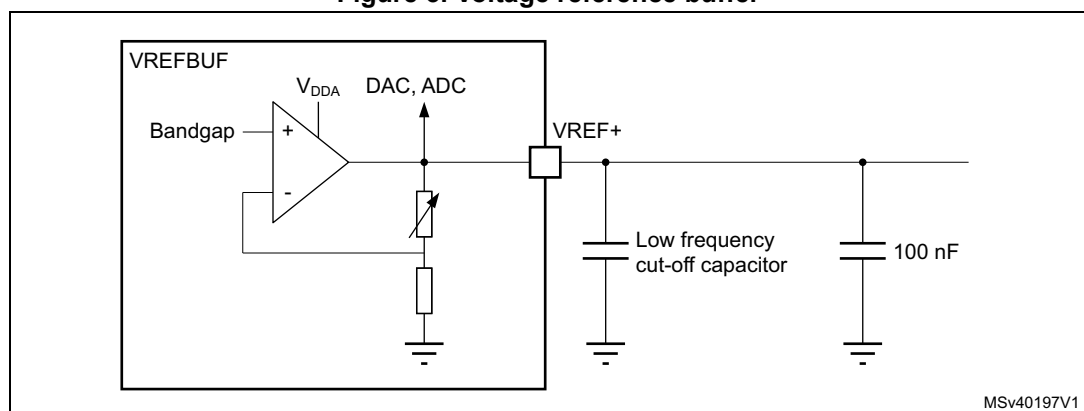 Figure 3. Voltage reference buffer
VREFBUF
VDDA
DAC, ADC
Bandgap
+
-
VREF+
Low frequency
cut-off capacitor
100 nF
MSv40197V1